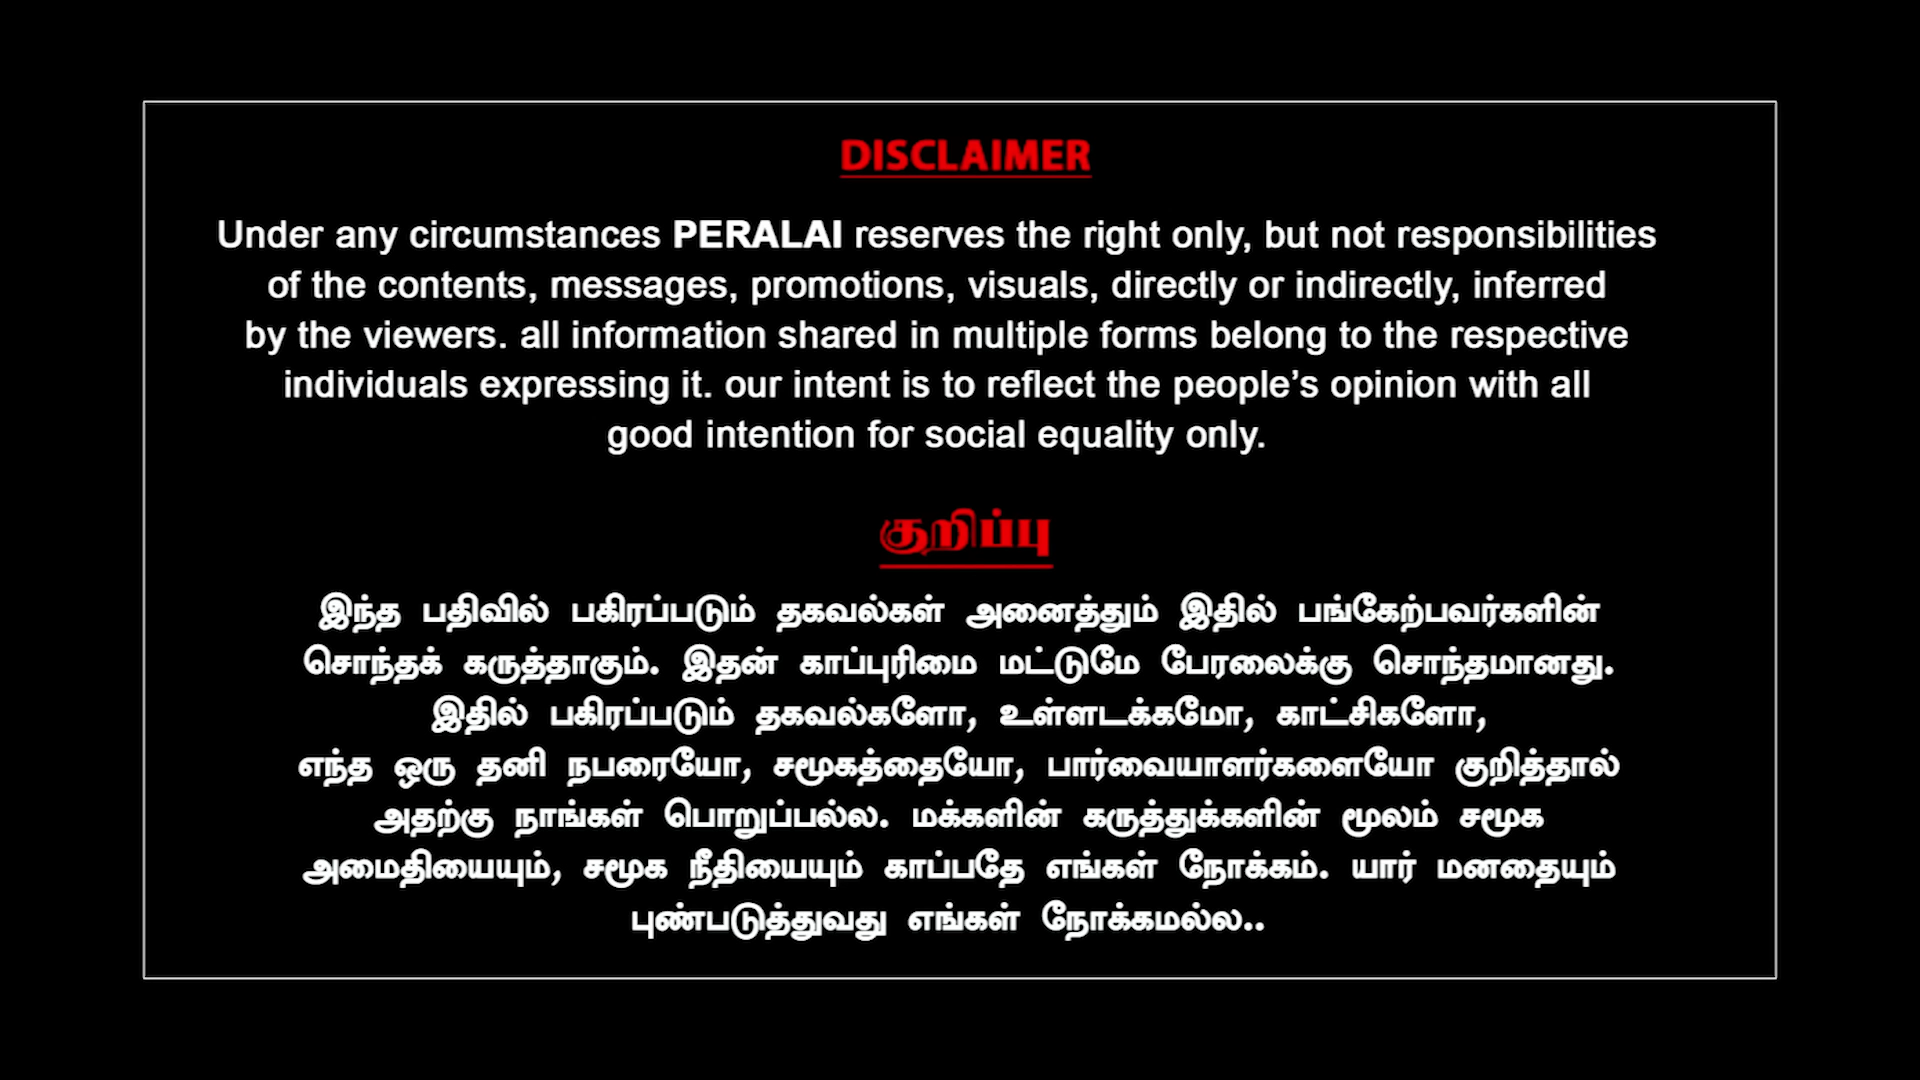 DISCLAIMER
Under any circumstances PERALAI reserves the right only, but not responsibilities
of the contents, messages, promotions, visuals, directly or indirectly, inferred
by the viewers. all information shared in multiple forms belong to the respective
individuals expressing it. our intent is to reflect the people’s opinion with all
good intention for social equality only.
குறிப்பு
இந்த பதிவில் பகிரப்படும் தகவல்கள் அனைத்தும் இதில் பங்கேற்பவர்களின்
சொந்தக் கருத்தாகும். இதன் காப்புரிமை மட்டுமே பேரலைக்கு சொந்தமானது.
இதில் பகிரப்படும் தகவல்களோ, உள்ளடக்கமோ, காட்சிகளோ,
எந்த ஒரு தனி நபரையோ, சமூகத்தையோ, பார்வையாளர்களையோ குறித்தால்
அதற்கு நாங்கள் பொறுப்பல்ல. மக்களின் கருத்துக்களின் மூலம் சமூக
அமைதியையும், சமூக நீதியையும் காப்பதே எங்கள் நோக்கம். யார் மனதையும்
புண்படுத்துவது எங்கள் நோக்கமல்ல..